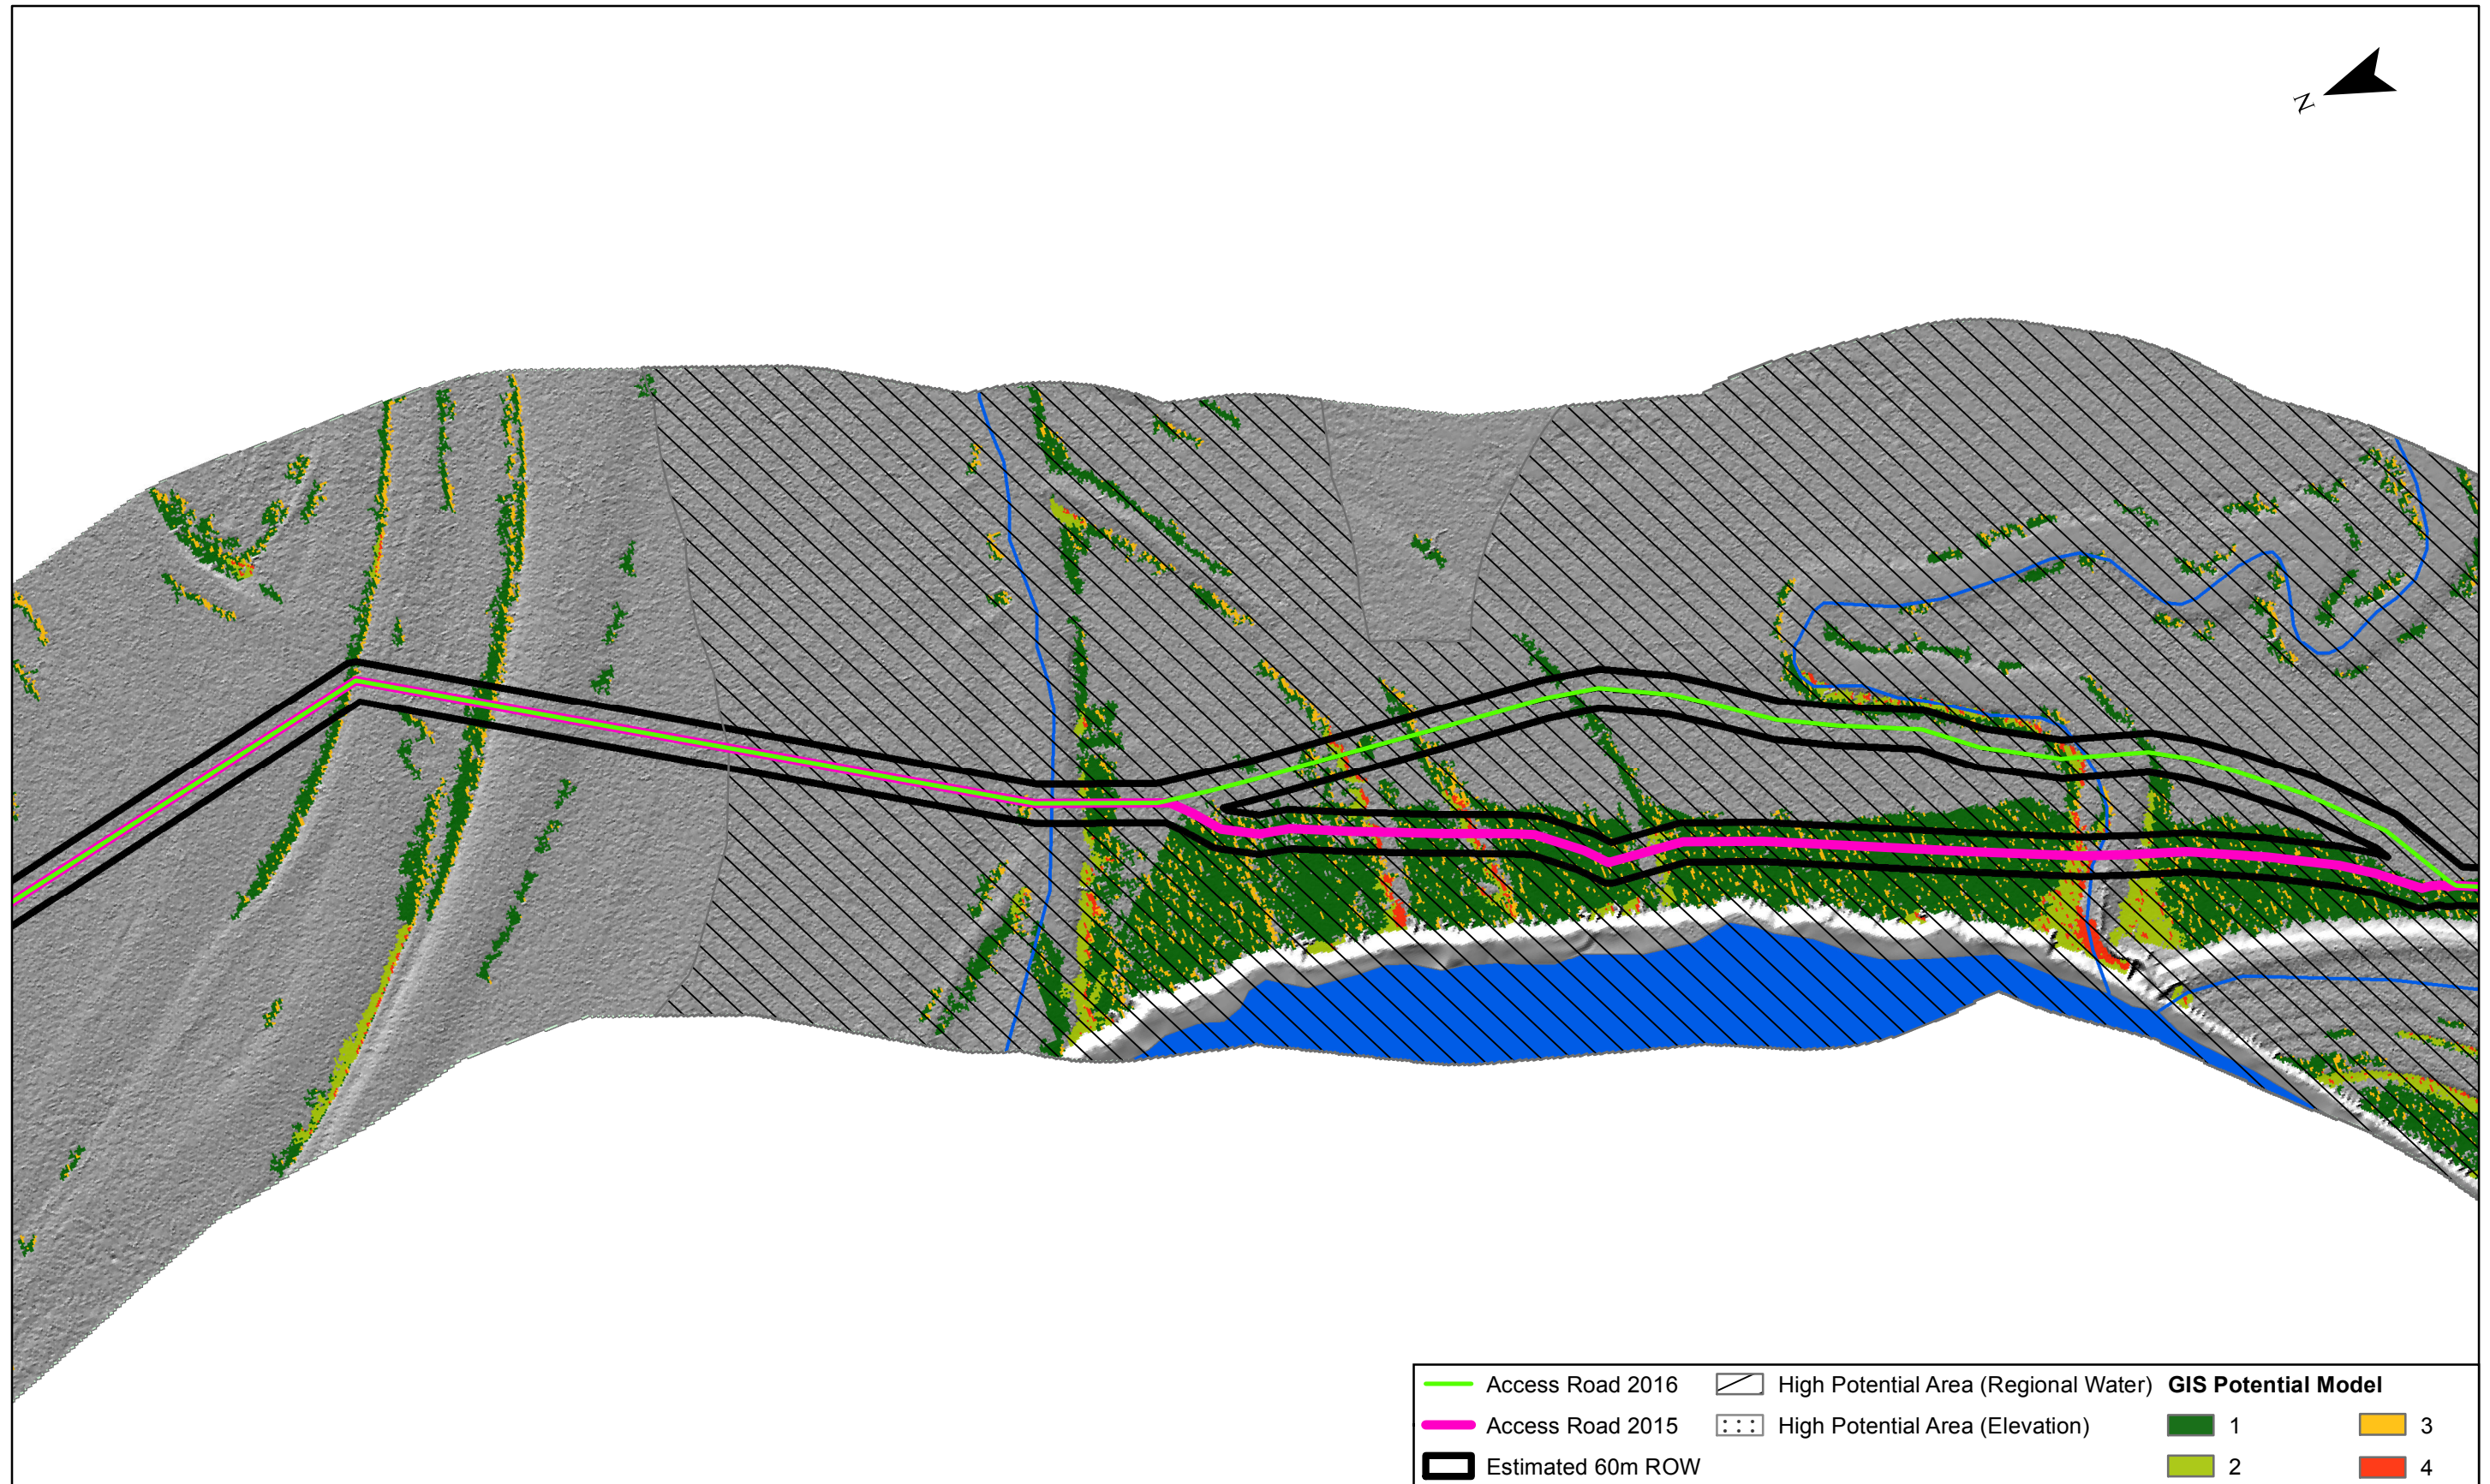 N
Access Road 2016
High Potential Area (Regional Water)
GIS Potential Model
Access Road 2015
High Potential Area (Elevation)
1
3
Estimated 60m ROW
2
4